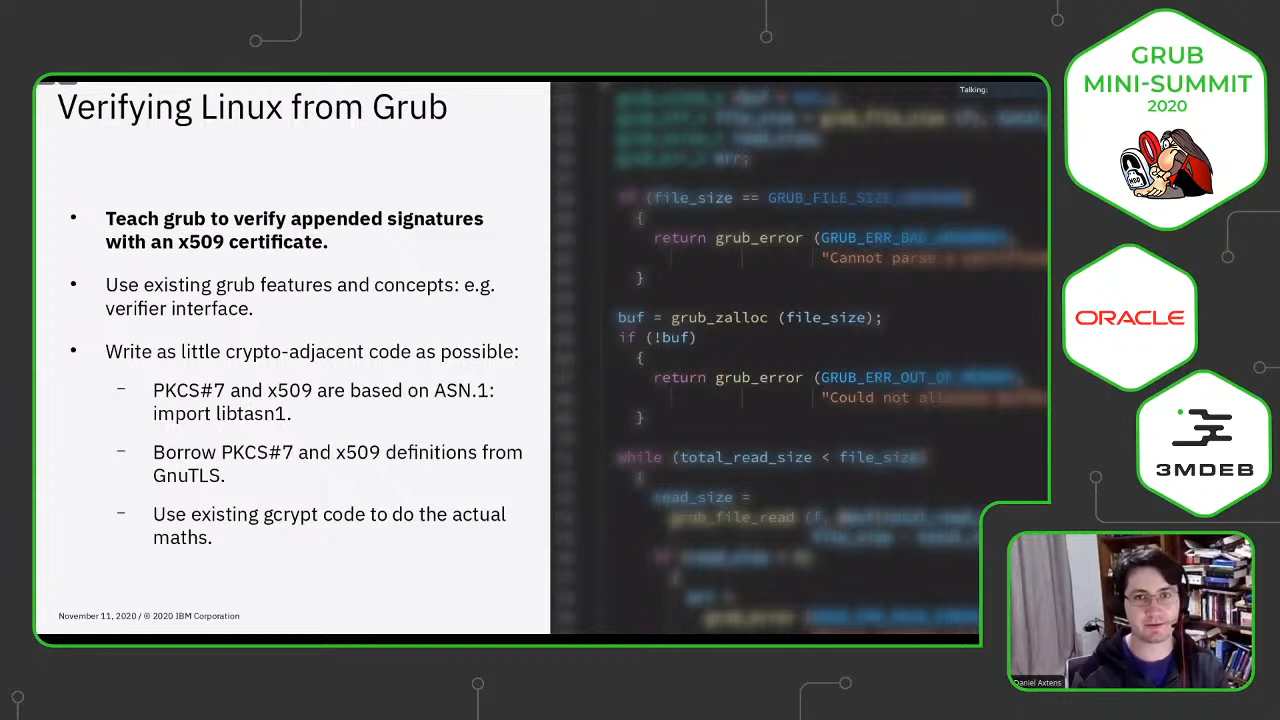 Verifying Linux from Grub
• Teach grub to verify appended signatures
with an x509 certificate.
• Use existing grub features and concepts: e.g.
verifier interface.
• Write as little crypto-adjacent code as possible:
– PKCS#7 and x509 are based on ASN.1:
import libtasn1.
– Borrow PKCS#7 and x509 definitions from
GnuTLS.
– Use existing gcrypt code to do the actual
maths.
November 11, 2020 / © 2020 IBM Corporation
Talking:
if (file_size == GRUB_FILE_SIZE_
{
return grub_error (GRUB_ERR_BAD_
"Cannot parse a
}
buf = grub_zalloc (file_size);
if (!buf)
{
return grub_error (GRUB_ERR_OUT_OF_
"Could not
}
while (total_read_size < file_size)
{
read_size =
grub_file_read
GRUB
MINI-SUMMIT
2020
ORACLE
3MDEB
Daniel Axtens